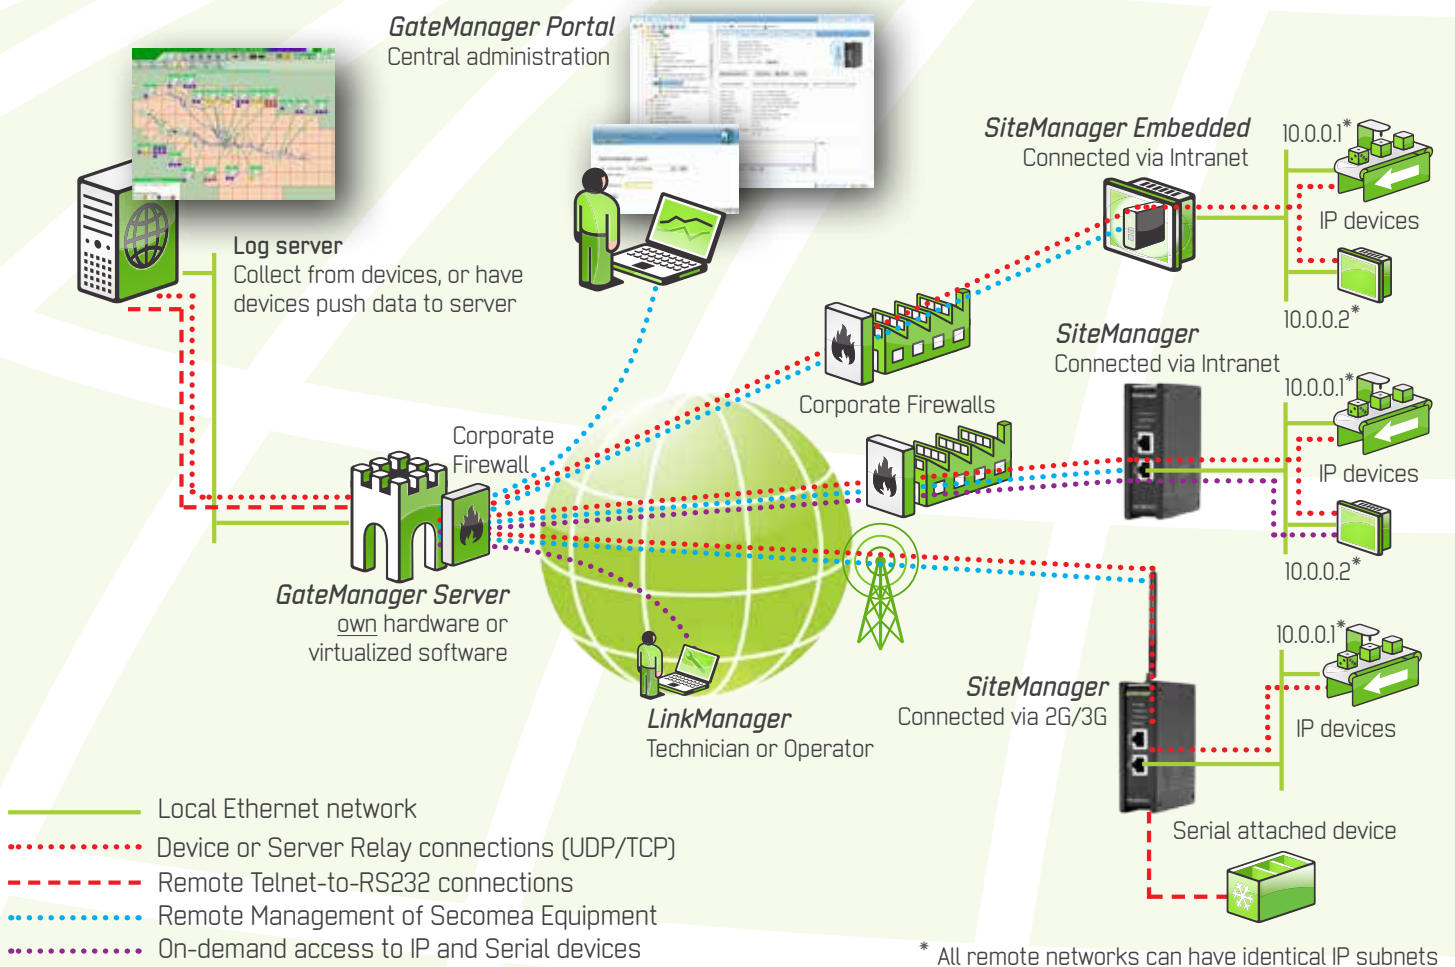 GateManager Portal
Central administration
Log server
Collect from devices, or have
devices push data to server
SiteManager Embedded
Connected via Intranet
10.0.0.1*
IP devices
10.0.0.2*
SiteManager
Connected via Intranet
10.0.0.1*
IP devices
10.0.0.2*
Corporate Firewalls
Corporate
Firewall
GateManager Server
own hardware or
virtualized software
LinkManager
Technician or Operator
SiteManager
Connected via 2G/3G
10.0.0.1*
IP devices
Serial attached device
Local Ethernet network
Device or Server Relay connections (UDP/TCP)
Remote Telnet-to-RS232 connections
Remote Management of Secomea Equipment
On-demand access to IP and Serial devices
* All remote networks can have identical IP subnets